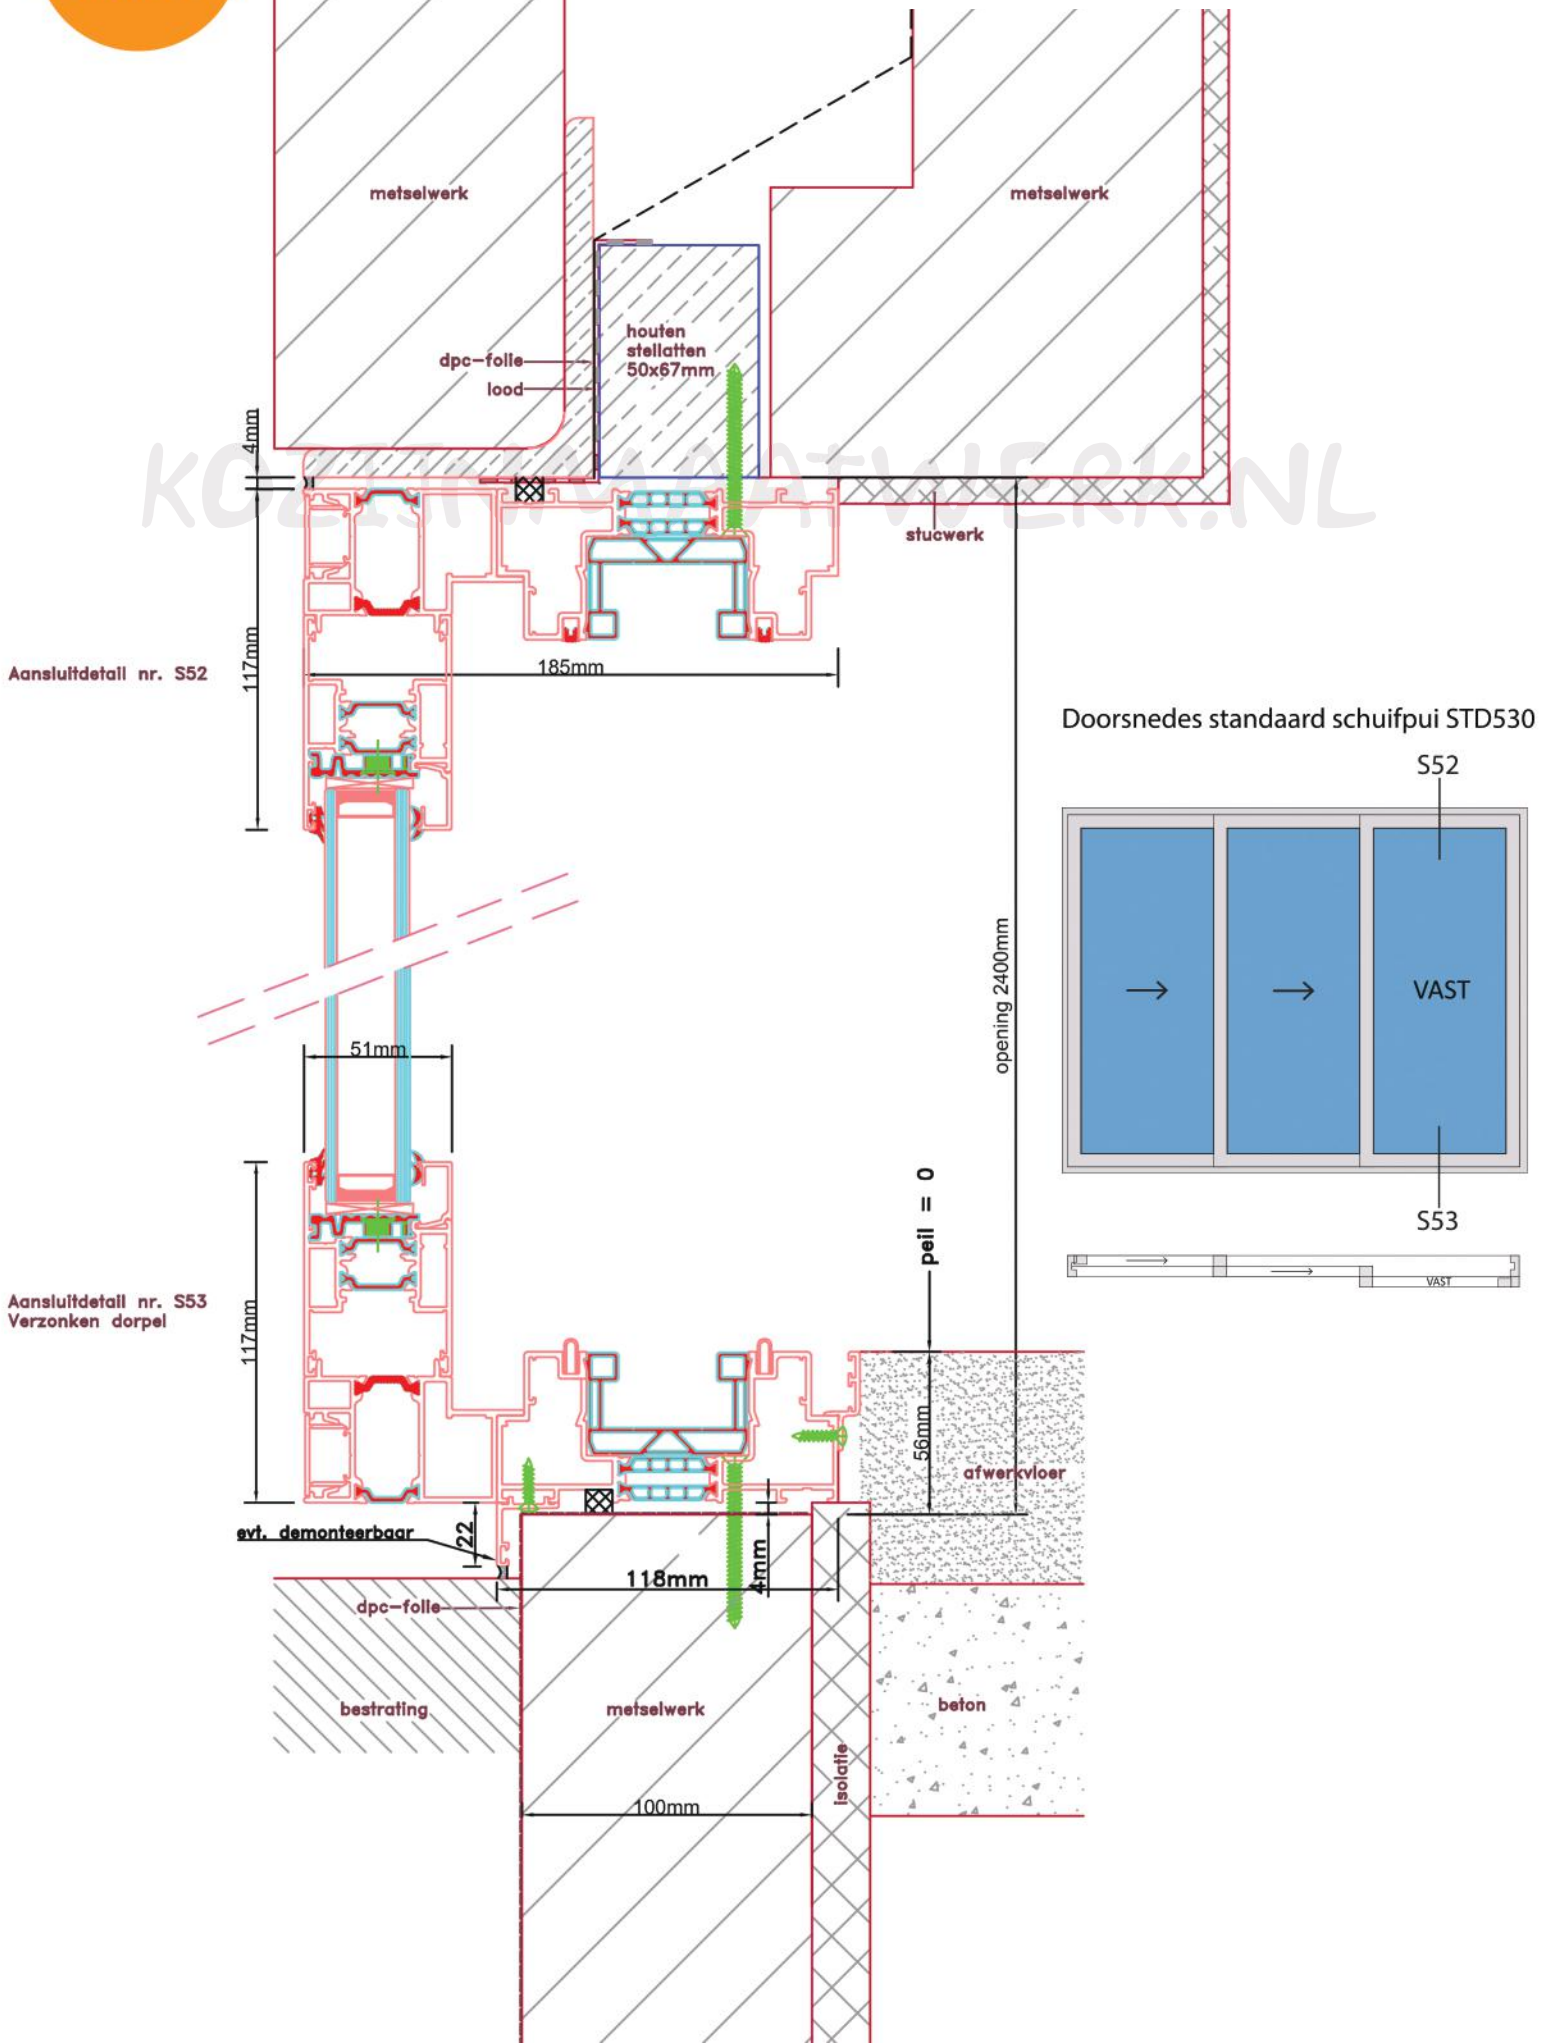 metselwerk
metselwerk
houten
stellatten
50x67mm
dpc-folie
lood
4mm
KOZIJNMAATWERK.NL
stucwerk
117mm
185mm
Aansluitdetail nr. S52
Doorsnedes standaard schuifpui STD530
S52
VAST
S53
VAST
opening 2400mm
51mm
peil = 0
Aansluitdetail nr. S53
Verzonken dorpel
117mm
56mm
afwerkvloer
evt. demonteerbaar
22
4mm
118mm
dpc-folie
bestrating
metselwerk
beton
isolatie
100mm